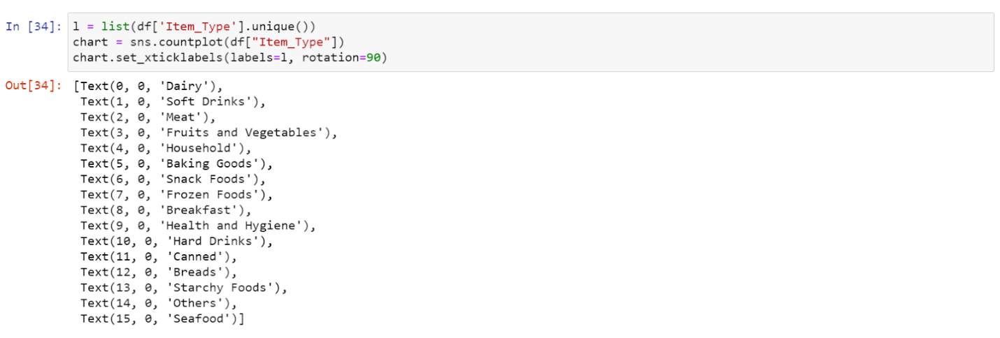 In [34]: l = list(df['Item_Type'].unique())
chart = sns.countplot(df["Item_Type"])
chart.set_xticklabels(labels=l, rotation=90)
Out[34]: [Text(0, 0, 'Dairy'),
Text(1, 0, 'Soft Drinks'),
Text(2, 0, 'Meat'),
Text(3, 0, 'Fruits and Vegetables'),
Text(4, 0, 'Household'),
Text(5, 0, 'Baking Goods'),
Text(6, 0, 'Snack Foods'),
Text(7, 0, 'Frozen Foods'),
Text(8, 0, 'Breakfast'),
Text(9, 0, 'Health and Hygiene'),
Text(10, 0, 'Hard Drinks'),
Text(11, 0, 'Canned'),
Text(12, 0, 'Breads'),
Text(13, 0, 'Starchy Foods'),
Text(14, 0, 'Others'),
Text(15, 0, 'Seafood')]